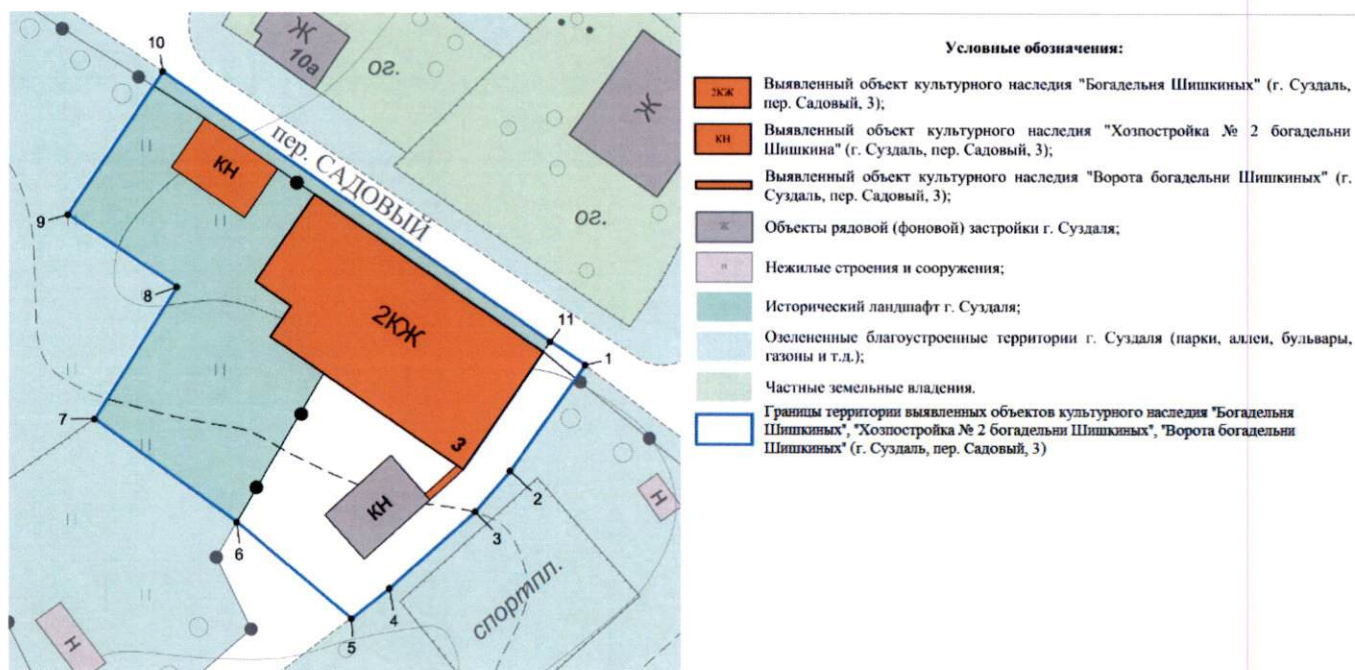 10
Ж
10а
ог.
Ж
КН
пер. САДОВЫЙ
ог.
9
8
2КЖ
11
1
7
3
2
КН
Н
3
6
4
спортпл.
5
Н
Условные обозначения:
2КЖ
Выявленный объект культурного наследия "Богадельня Шишкиных" (г. Суздаль,
пер. Садовый, 3);
КН
Выявленный объект культурного наследия "Хозпостройка № 2 богадельни
Шишкина" (г. Суздаль, пер. Садовый, 3);
Выявленный объект культурного наследия "Ворота богадельни Шишкиных" (г.
Суздаль, пер. Садовый, 3);
Ж
Объекты рядовой (фоновой) застройки г. Суздаля;
Н
Нежилые строения и сооружения;
Исторический ландшафт г. Суздаля;
Озелененные благоустроенные территории г. Суздаля (парки, аллеи, бульвары,
газоны и т.д.);
Частные земельные владения.
Границы территории выявленных объектов культурного наследия "Богадельня
Шишкиных", "Хозпостройка № 2 богадельни Шишкиных", "Ворота богадельни
Шишкиных" (г. Суздаль, пер. Садовый, 3)